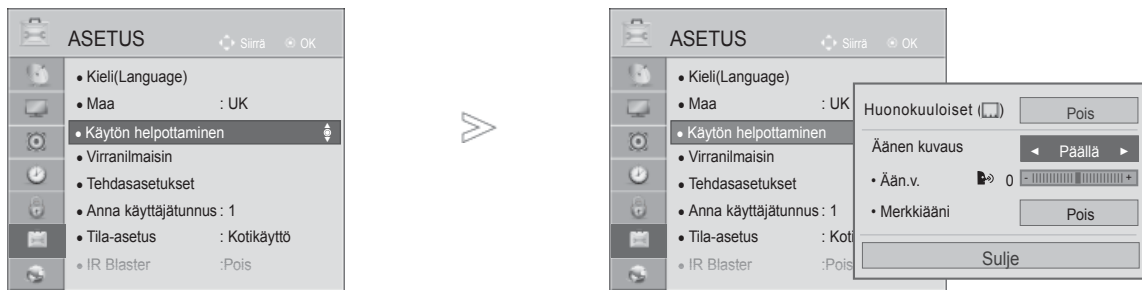 ASETUS
Siirrä OK
• Kieli(Language)
• Maa : UK
• Käytön helpottaminen
• Virranilmaisin
• Tehdasasetukset
• Anna käyttäjätunnus : 1
• Tila-asetus : Kotikäyttö
• IR Blaster :Pois
ASETUS
Siirrä OK
• Kieli(Language)
• Maa : UK
• Käytön helpottaminen
• Virranilmaisin
• Tehdasasetukset
• Anna käyttäjätunnus : 1
• Tila-asetus : Koti
• IR Blaster :Pois
Huonokuuloiset ( ) Pois
Äänen kuvaus ◄ Päällä ►
• Ään.v. 0 - +
• Merkkiääni Pois
Sulje